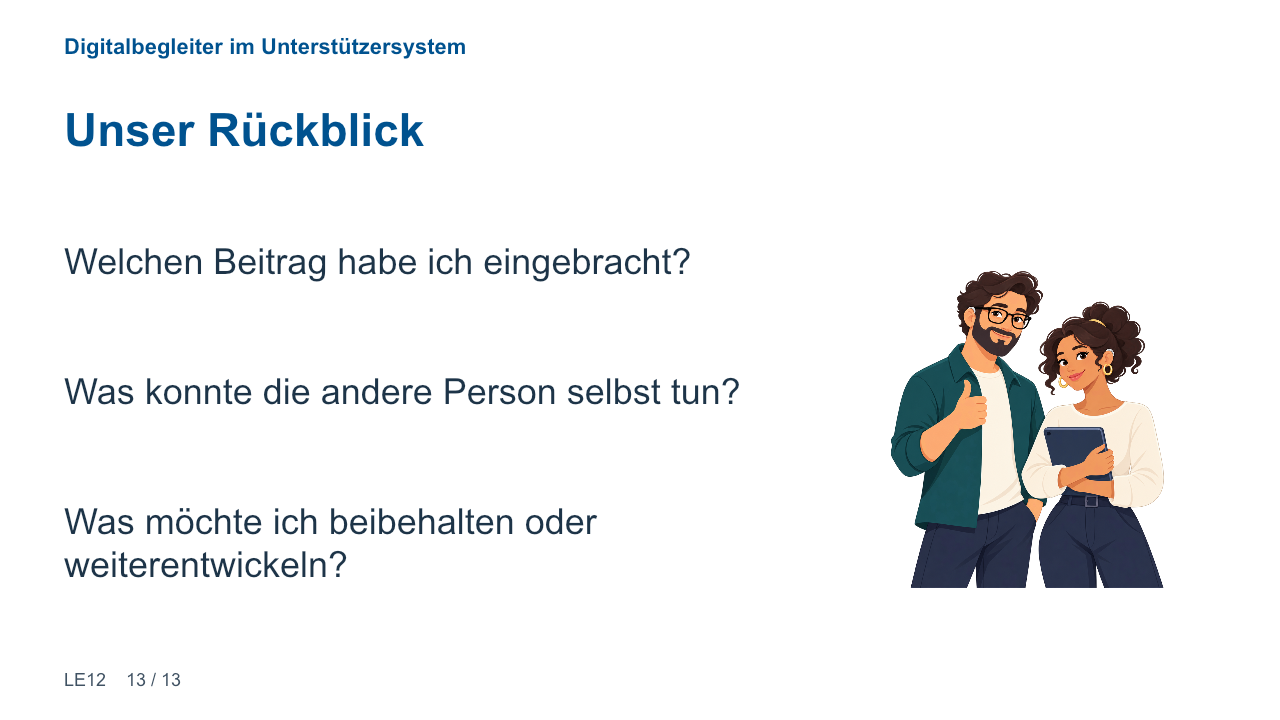 Digitalbegleiter im Unterstützersystem
Unser Rückblick
Welchen Beitrag habe ich eingebracht?
Was konnte die andere Person selbst tun?
Was möchte ich beibehalten oder
weiterentwickeln?
LE12 13 / 13